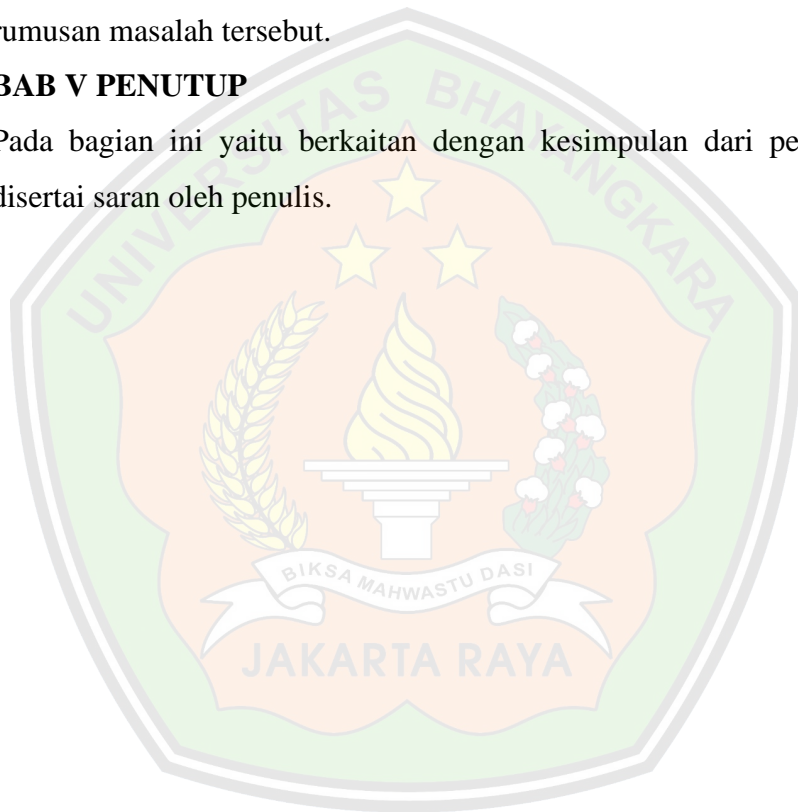 rumusan masalah tersebut.
BAB V PENUTUP
Pada bagian ini yaitu berkaitan dengan kesimpulan dari pe
disertai saran oleh penulis.
UNIVERSITAS BHAYANGKARA
BIKSA MAHWASTU DASI
JAKARTA RAYA